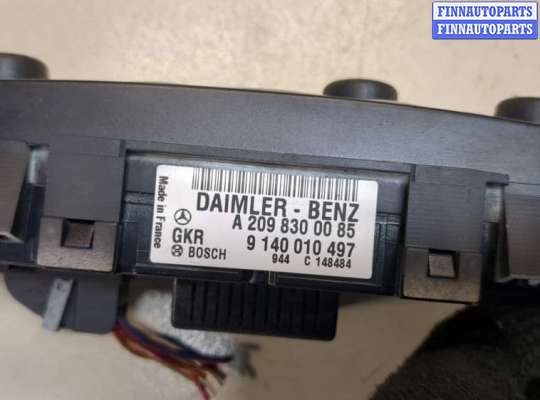 FINNAUTOPARTS
FINNAUTOPARTS
Made in France
DAIMLER - BENZ
A 209 830 00 85
GKR 9 140 010 497
BOSCH 944 C 148484